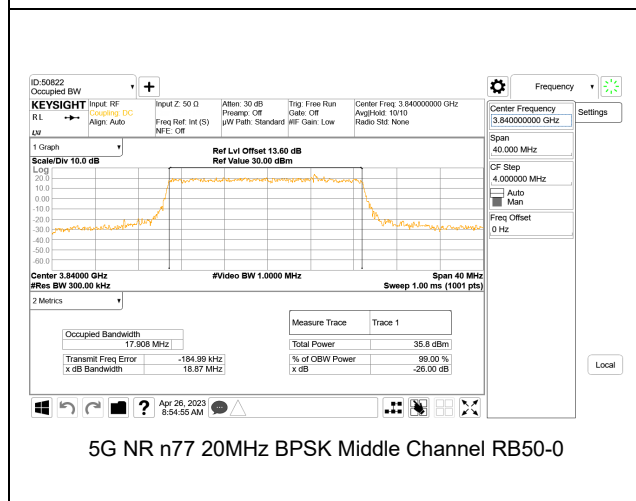 ID:50822
Occupied BW
Frequency
KEYSIGHT
RL
LXI
Input: RF
Coupling: DC
Align: Auto
Input Z: 50 Ω
Freq Ref: Int (S)
NFE: Off
Atten: 30 dB
Preamp: Off
µW Path: Standard
Trig: Free Run
Gate: Off
#IF Gain: Low
Center Freq: 3.840000000 GHz
Avg|Hold: 10/10
Radio Std: None
Center Frequency
3.840000000 GHz
Settings
Span
40.000 MHz
CF Step
4.000000 MHz
Auto
Man
Freq Offset
0 Hz
Local
1 Graph
Scale/Div 10.0 dB
Ref Lvl Offset 13.60 dB
Ref Value 30.00 dBm
Log
20.0
10.0
0.00
-10.0
-20.0
-30.0
-40.0
-50.0
-60.0
Center 3.84000 GHz
#Video BW 1.0000 MHz
Span 40 MHz
#Res BW 300.00 kHz
Sweep 1.00 ms (1001 pts)
2 Metrics
Measure Trace Trace 1
Occupied Bandwidth
17.908 MHz
Total Power 35.8 dBm
Transmit Freq Error -184.99 kHz
% of OBW Power 99.00 %
x dB Bandwidth 18.87 MHz
x dB -26.00 dB
?
Apr 26, 2023
8:54:55 AM
5G NR n77 20MHz BPSK Middle Channel RB50-0